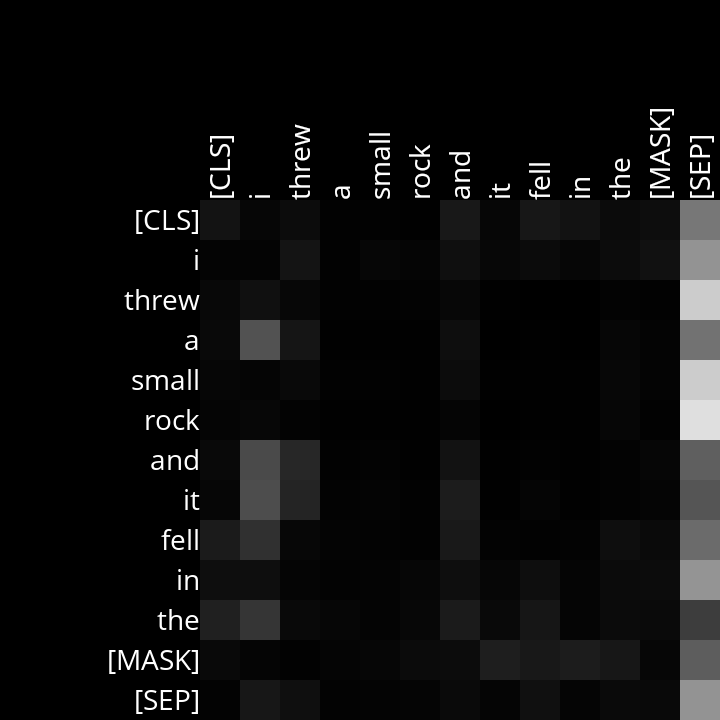 [CLS] i threw a small rock and it fell in the [MASK] [SEP]
[CLS]
i
threw
a
small
rock
and
it
fell
in
the
[MASK]
[SEP]